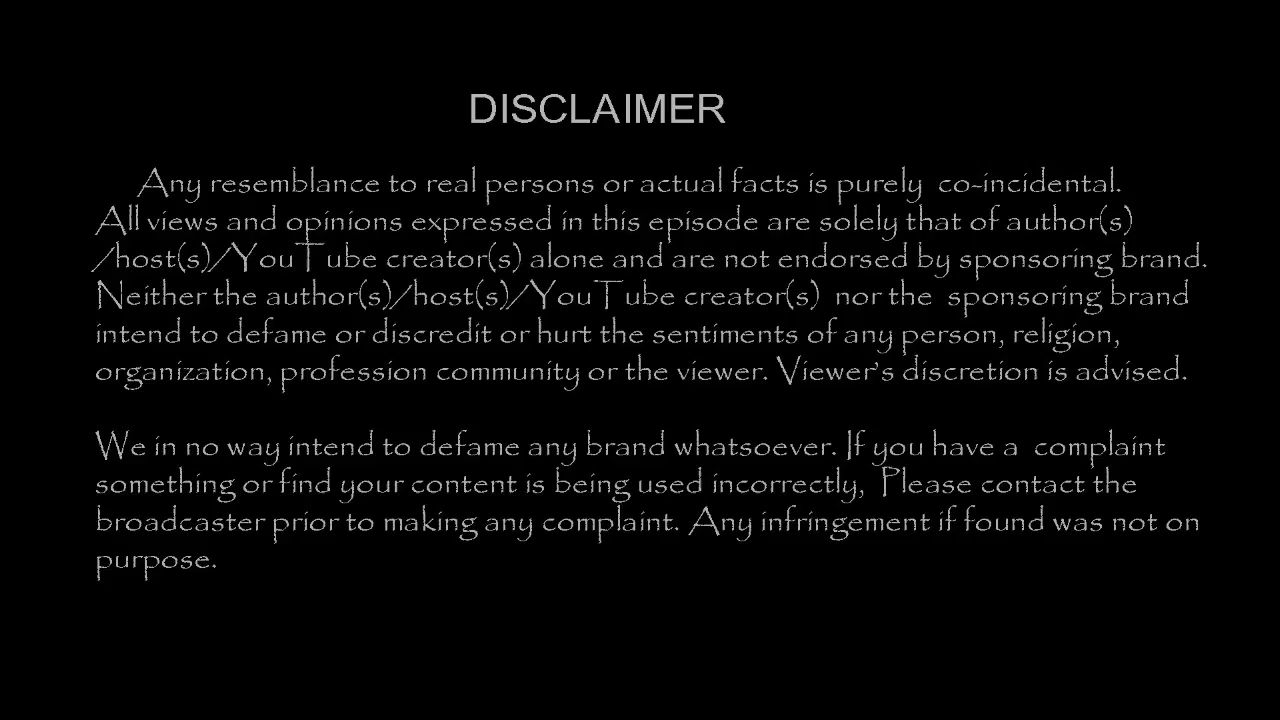 DISCLAIMER
Any resemblance to real persons or actual facts is purely co-incidental.
All views and opinions expressed in this episode are solely that of author(s)
/host(s)/YouTube creator(s) alone and are not endorsed by sponsoring brand.
Neither the author(s)/host(s)/YouTube creator(s) nor the sponsoring brand
intend to defame or discredit or hurt the sentiments of any person, religion,
organization, profession community or the viewer. Viewer's discretion is advised.
We in no way intend to defame any brand whatsoever. If you have a complaint
something or find your content is being used incorrectly, Please contact the
broadcaster prior to making any complaint. Any infringement if found was not on
purpose.